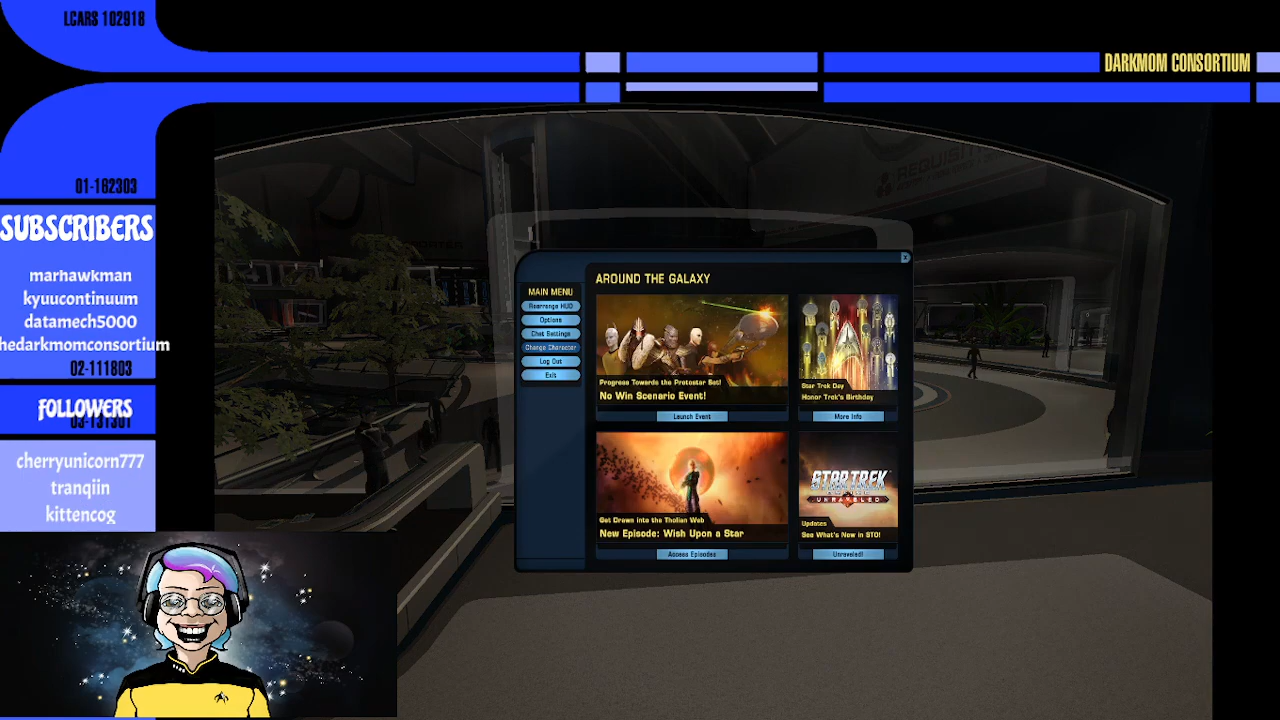 LCARS 102918
DARKMOM CONSORTIUM
01-182303
SUBSCRIBERS
marhawkman
kyuucontinuum
datamech5000
hedarkmomconsortium
02-111803
FOLLOWERS
03-131301
cherryunicorn777
tranqiin
kittencog
AROUND THE GALAXY
MAIN MENU
Rearrange HUD
Options
Chat Settings
Change Character
Log Out
Exit
Progress Towards the Protostar Set!
No Win Scenario Event!
Launch Event
Star Trek Day
Honor Trek's Birthday
More Info
Get Drawn into the Tholian Web
New Episode: Wish Upon a Star
Access Episodes
STAR TREK
UNRAVELED
Updates
See What's New in STO!
Unraveled!